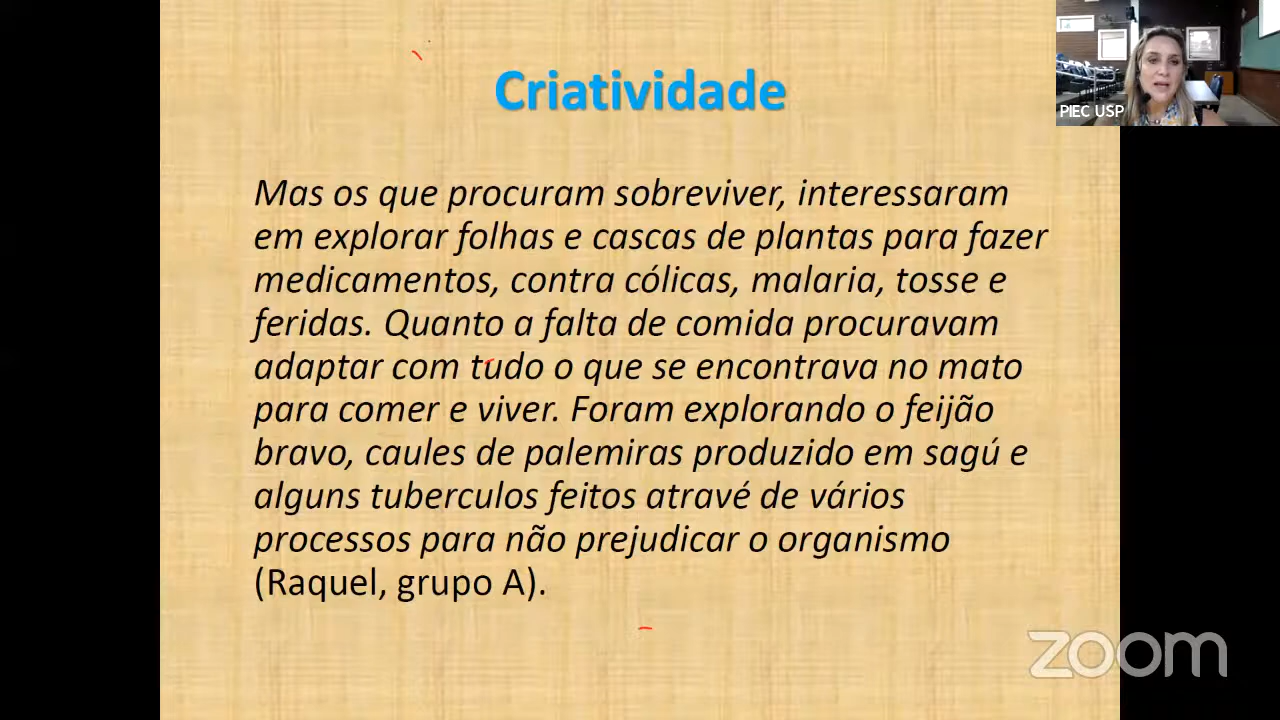 Criatividade
PIEC USP
Mas os que procuram sobreviver, interessaram
em explorar folhas e cascas de plantas para fazer
medicamentos, contra cólicas, malaria, tosse e
feridas. Quanto a falta de comida procuravam
adaptar com tudo o que se encontrava no mato
para comer e viver. Foram explorando o feijão
bravo, caules de palemiras produzido em sagú e
alguns tuberculos feitos atravé de vários
processos para não prejudicar o organismo
(Raquel, grupo A).
zoom